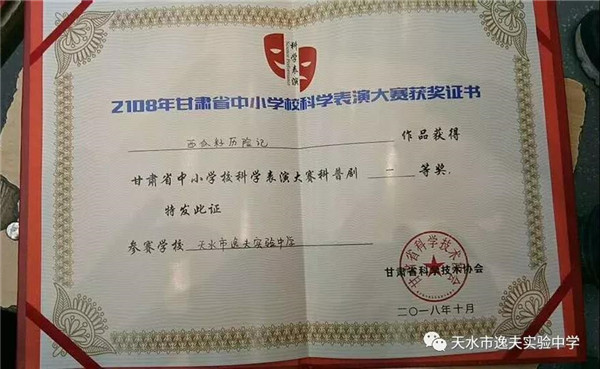 科学表演
2108年甘肃省中小学校科学表演大赛获奖证书
西瓜籽历险记 作品获得
甘肃省中小学校科学表演大赛科普剧 一 等奖.
特发此证
参赛学校 天水市逸夫实验中学
甘肃省科学技术协会
二〇一八年十月
天水市逸夫实验中学